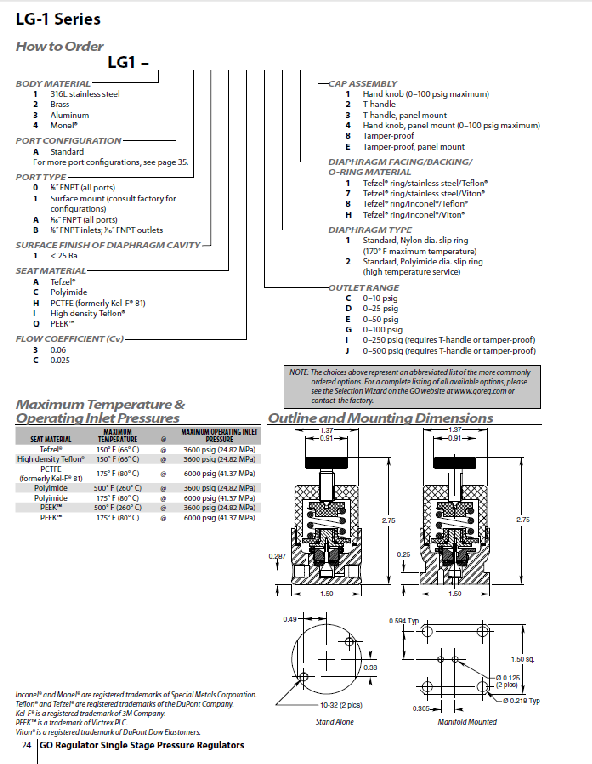 LG-1 Series
How to Order
LG1 –
BODY MATERIAL
1 316L stainless steel
2 Brass
3 Aluminum
4 Monel®
PORT CONFIGURATION
A Standard
For more port configurations, see page 35.
PORT TYPE
0 ⅛" FNPT (all ports)
1 Surface mount (consult factory for
configurations)
A FNPT (all ports)
B FNPT inlets, FNPT outlets
SURFACE FINISH OF DIAPHRAGM CAVITY
1 < 25 Ra
SEAT MATERIAL
A Tefzel®
C Polyimide
H PCTFE (formerly Kel-F® 81)
I High density Teflon®
Q PEEK™
FLOW COEFFICIENT (Cv)
3 0.06
C 0.025
CAP ASSEMBLY
1 Hand knob (0–100 psig maximum)
2 T-handle
3 T-handle, panel mount
4 Hand knob, panel mount (0–100 psig maximum)
8 Tamper-proof
E Tamper-proof, panel mount
DIAPHRAGM FACING/BACKING/
O-RING MATERIAL
1 Tefzel® ring/stainless steel/Teflon®
7 Tefzel® ring/stainless steel/Viton®
8 Tefzel® ring/Inconel®/Teflon®
H Tefzel® ring/Inconel®/Viton®
DIAPHRAGM TYPE
1 Standard, Nylon dia. slip ring
(170° F maximum temperature)
2 Standard, Polyimide dia. slip ring
(high temperature service)
OUTLET RANGE
C 0–10 psig
D 0–25 psig
E 0–50 psig
G 0–100 psig
I 0–250 psig (requires T-handle or tamper-proof)
J 0–500 psig (requires T-handle or tamper-proof)
NOTE: The choices above represent an abbreviated list of the more commonly
ordered options. For a complete listing of all available options, please
see the Selection Wizard on the GO website at www.goreg.com or
contact the factory.
Maximum Temperature &
Operating Inlet Pressures
SEAT MATERIAL MAXIMUM TEMPERATURE @ MAXIMUM OPERATING INLET PRESSURE
Tefzel® 150° F (66° C) @ 3600 psig (24.82 MPa)
High density Teflon® 150° F (66° C) @ 3600 psig (24.82 MPa)
PCTFE
(formerly Kel-F® 81) 175° F (80° C) @ 6000 psig (41.37 MPa)
Polyimide 500° F (260° C) @ 3600 psig (24.82 MPa)
Polyimide 175° F (80° C) @ 6000 psig (41.37 MPa)
PEEK™ 500° F (260° C) @ 3600 psig (24.82 MPa)
PEEK™ 175° F (80° C) @ 6000 psig (41.37 MPa)
Outline and Mounting Dimensions
1.37 1.37
0.91 0.91
2.75 2.75
0.287 0.25
1.50 1.50
0.49 0.594 Typ
0.38 1.50 sq.
Ø 0.125
(2 plcs)
Ø 0.218 Typ
0.305
10-32 (2 plcs)
Stand Alone Manifold Mounted
Inconel® and Monel® are registered trademarks of Special Metals Corporation
Teflon® and Tefzel® are registered trademarks of the DuPont Company.
Kel-F® is a registered trademark of 3M Company.
PEEK™ is a trademark of Victrex PLC
Viton® is a registered trademark of DuPont Dow Elastomers.
24 GO Regulator Single Stage Pressure Regulators